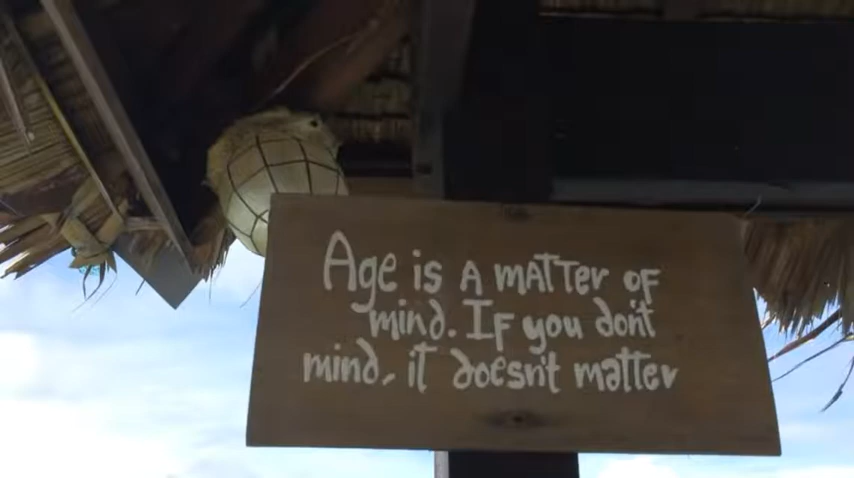 Age is A mATTer oF
mind. IF you don't
mind, it doesn't matter